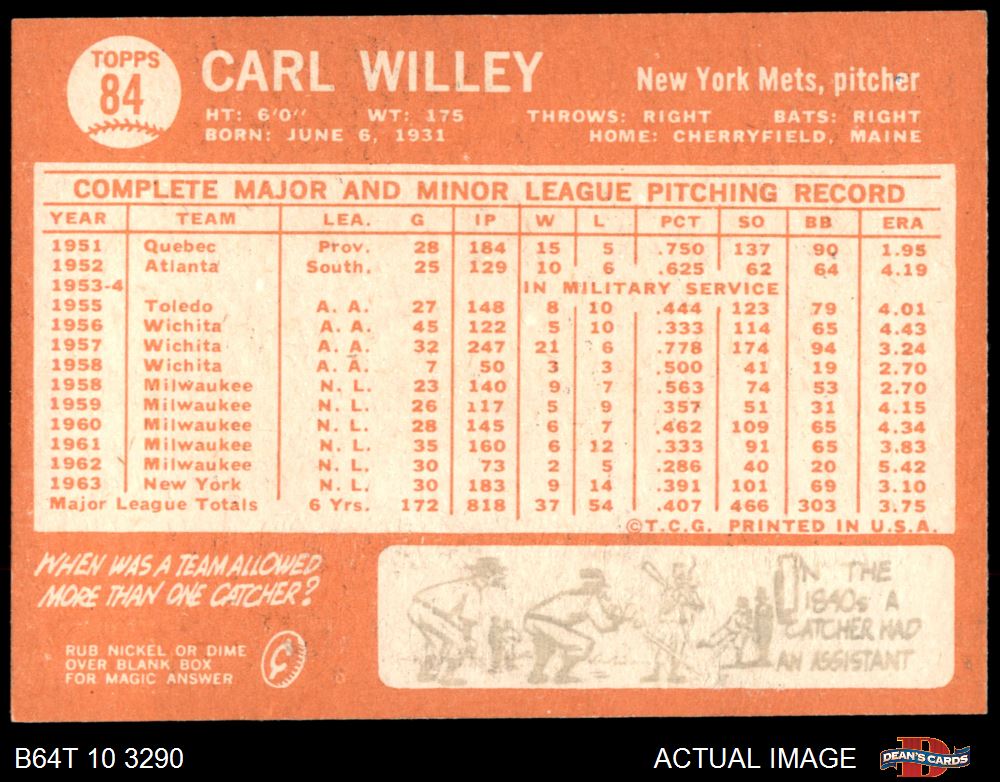 TOPPS
84
CARL WILLEY
New York Mets, pitcher
HT: 6'0" WT: 175 THROWS: RIGHT BATS: RIGHT
BORN: JUNE 6, 1931 HOME: CHERRYFIELD, MAINE
COMPLETE MAJOR AND MINOR LEAGUE PITCHING RECORD
YEAR TEAM LEA. G IP W L PCT SO BB ERA
1951 Quebec Prov. 28 184 15 5 .750 137 90 1.95
1952 Atlanta South. 25 129 10 6 .625 62 64 4.19
1953-4 IN MILITARY SERVICE
1955 Toledo A. A. 27 148 8 10 .444 123 79 4.01
1956 Wichita A. A. 45 122 5 10 .333 114 65 4.43
1957 Wichita A. A. 32 247 21 6 .778 174 94 3.24
1958 Wichita A. A. 7 50 3 3 .500 41 19 2.70
1958 Milwaukee N. L. 23 140 9 7 .563 74 53 2.70
1959 Milwaukee N. L. 26 117 5 9 .357 51 31 4.15
1960 Milwaukee N. L. 28 145 6 7 .462 109 65 4.34
1961 Milwaukee N. L. 35 160 6 12 .333 91 65 3.83
1962 Milwaukee N. L. 30 73 2 5 .286 40 20 5.42
1963 New York N. L. 30 183 9 14 .391 101 69 3.10
Major League Totals 6 Yrs. 172 818 37 54 .407 466 303 3.75
©T.C.G. PRINTED IN U.S.A.
WHEN WAS A TEAM ALLOWED
MORE THAN ONE CATCHER?
RUB NICKEL OR DIME
OVER BLANK BOX
FOR MAGIC ANSWER
IN THE
1840s A
CATCHER HAD
AN ASSISTANT
B64T 10 3290
ACTUAL IMAGE
DEAN'S CARDS